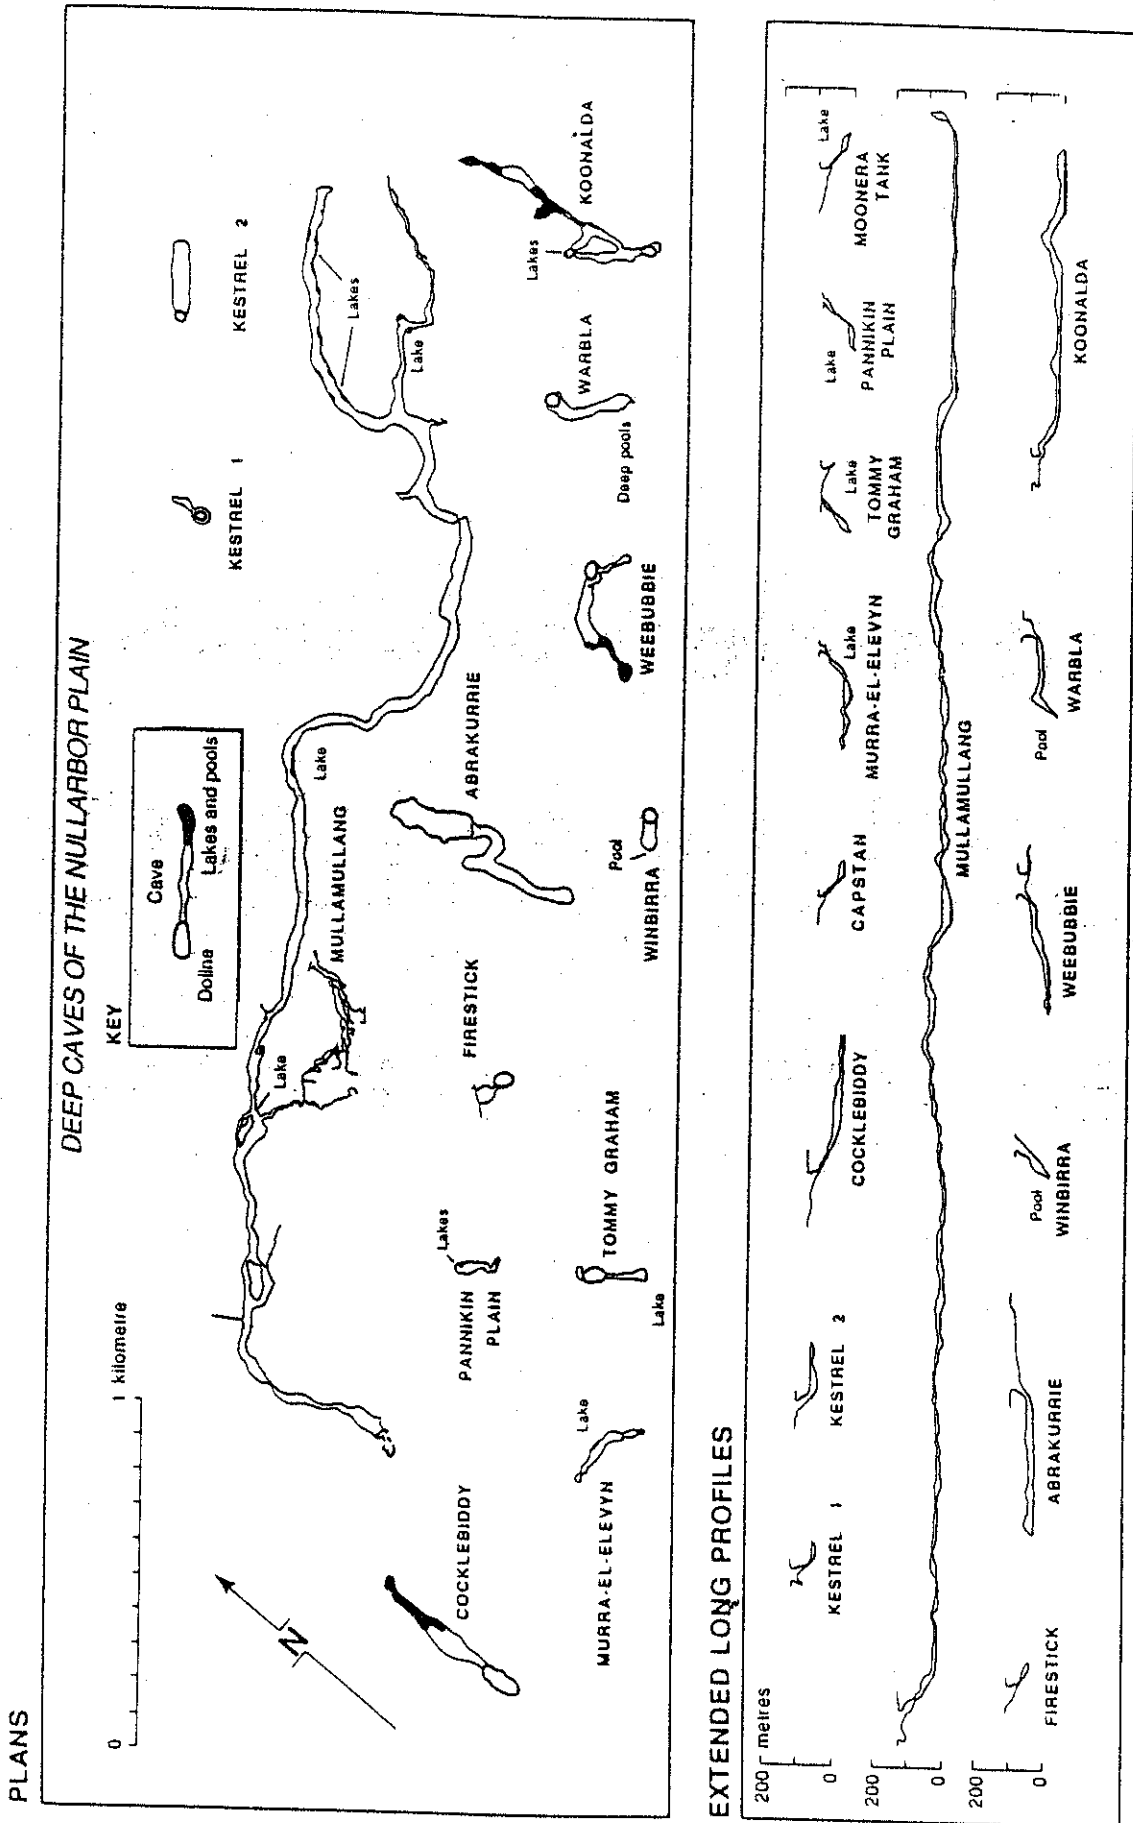 PLANS
DEEP CAVES OF THE NULLARBOR PLAIN
KEY
Cave
Doline
Lakes and pools
0
1 kilometre
N
KESTREL 1
KESTREL 2
Lakes
Lake
Lake
Lake
MULLAMULLANG
COCKLEBIDDY
PANNIKIN
PLAIN
Lakes
FIRESTICK
ABRAKURRIE
MURRA-EL-ELEVYN
Lake
TOMMY GRAHAM
Lake
WINBIRRA
Pool
WEEBUBBIE
WARBLA
Deep pools
KOONALDA
Lakes
EXTENDED LONG PROFILES
200
metres
0
KESTREL 1
KESTREL 2
COCKLEBIDDY
CAPSTAN
MURRA-EL-ELEVYN
Lake
TOMMY
GRAHAM
Lake
PANNIKIN
PLAIN
Lake
MOONERA
TANK
Lake
200
0
MULLAMULLANG
200
0
FIRESTICK
ABRAKURRIE
WINBIRRA
Pool
WEEBUBBIE
WARBLA
Pool
KOONALDA